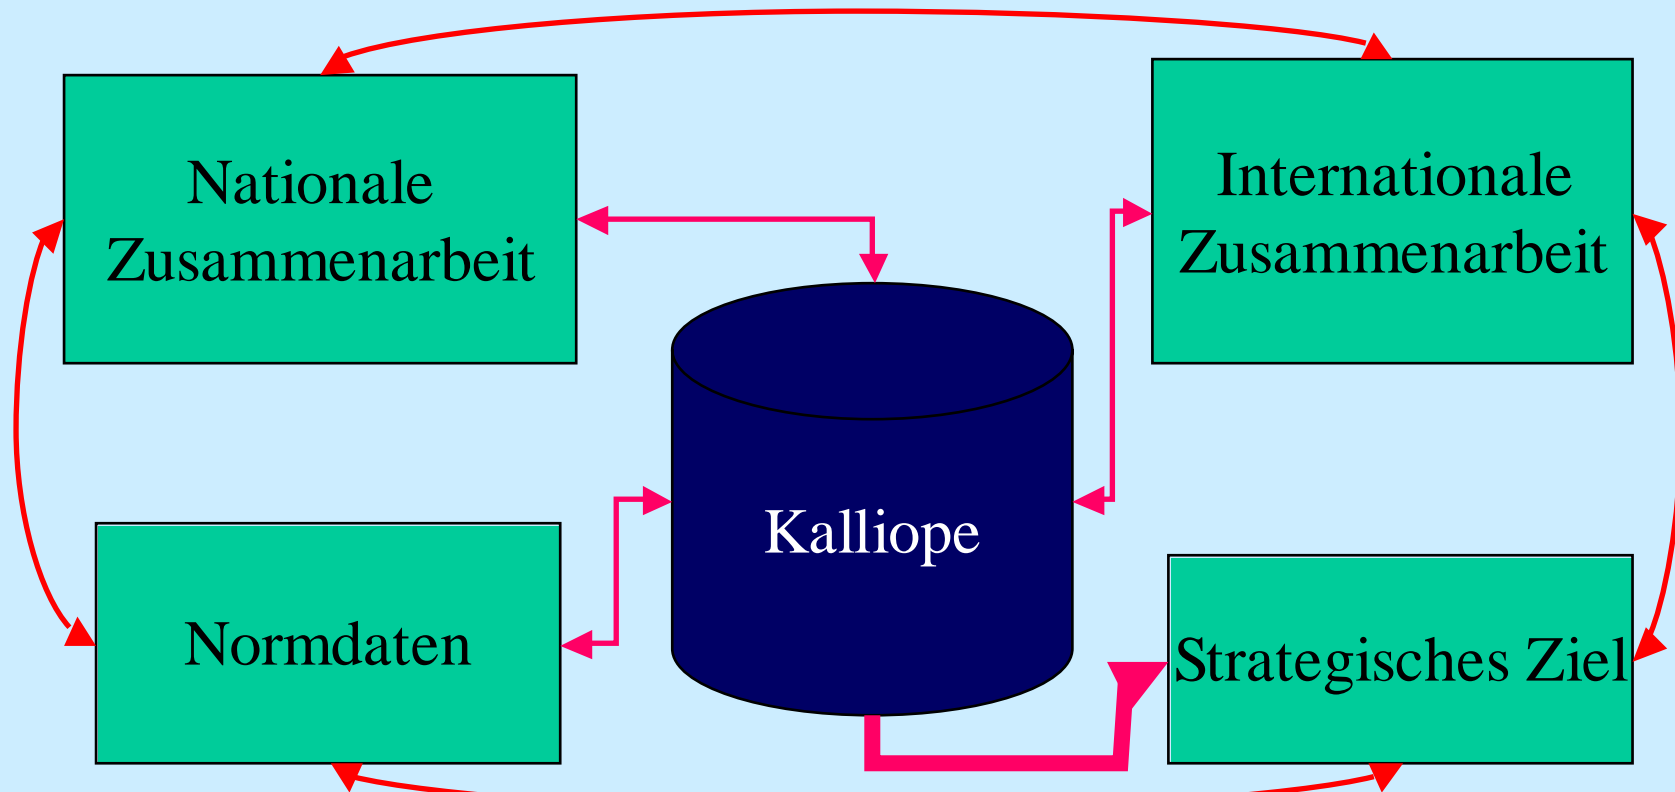 Nationale
Zusammenarbeit
Internationale
Zusammenarbeit
Kalliope
Normdaten
Strategisches Ziel